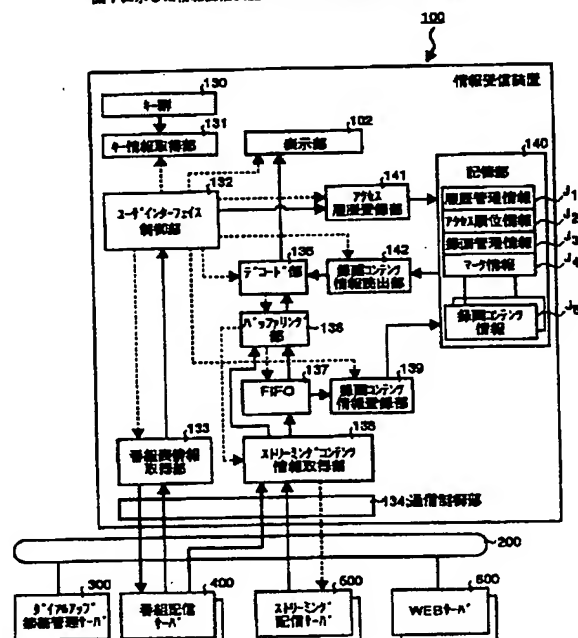 100
情報受信装置
130
キー群
131
キー情報取得部
102
表示部
132
ユーザインターフェイス
制御部
141
アクセス
履歴登録部
140
記憶部
履歴管理情報
J1
アクセス順位情報
J2
録画管理情報
J3
マーク情報
J4
録画コンテンツ
情報
J5
135
デコード部
142
録画コンテンツ
情報読出部
バッファリング
部
136
137
FIFO
139
録画コンテンツ
情報登録部
133
番組表情報
取得部
138
ストリーミングコンテンツ
情報取得部
134:通信制御部
200
300
ダイアルアップ
サーバ
400
番組配信
サーバ
500
ストリーミング
配信サーバ
600
WEBサーバ